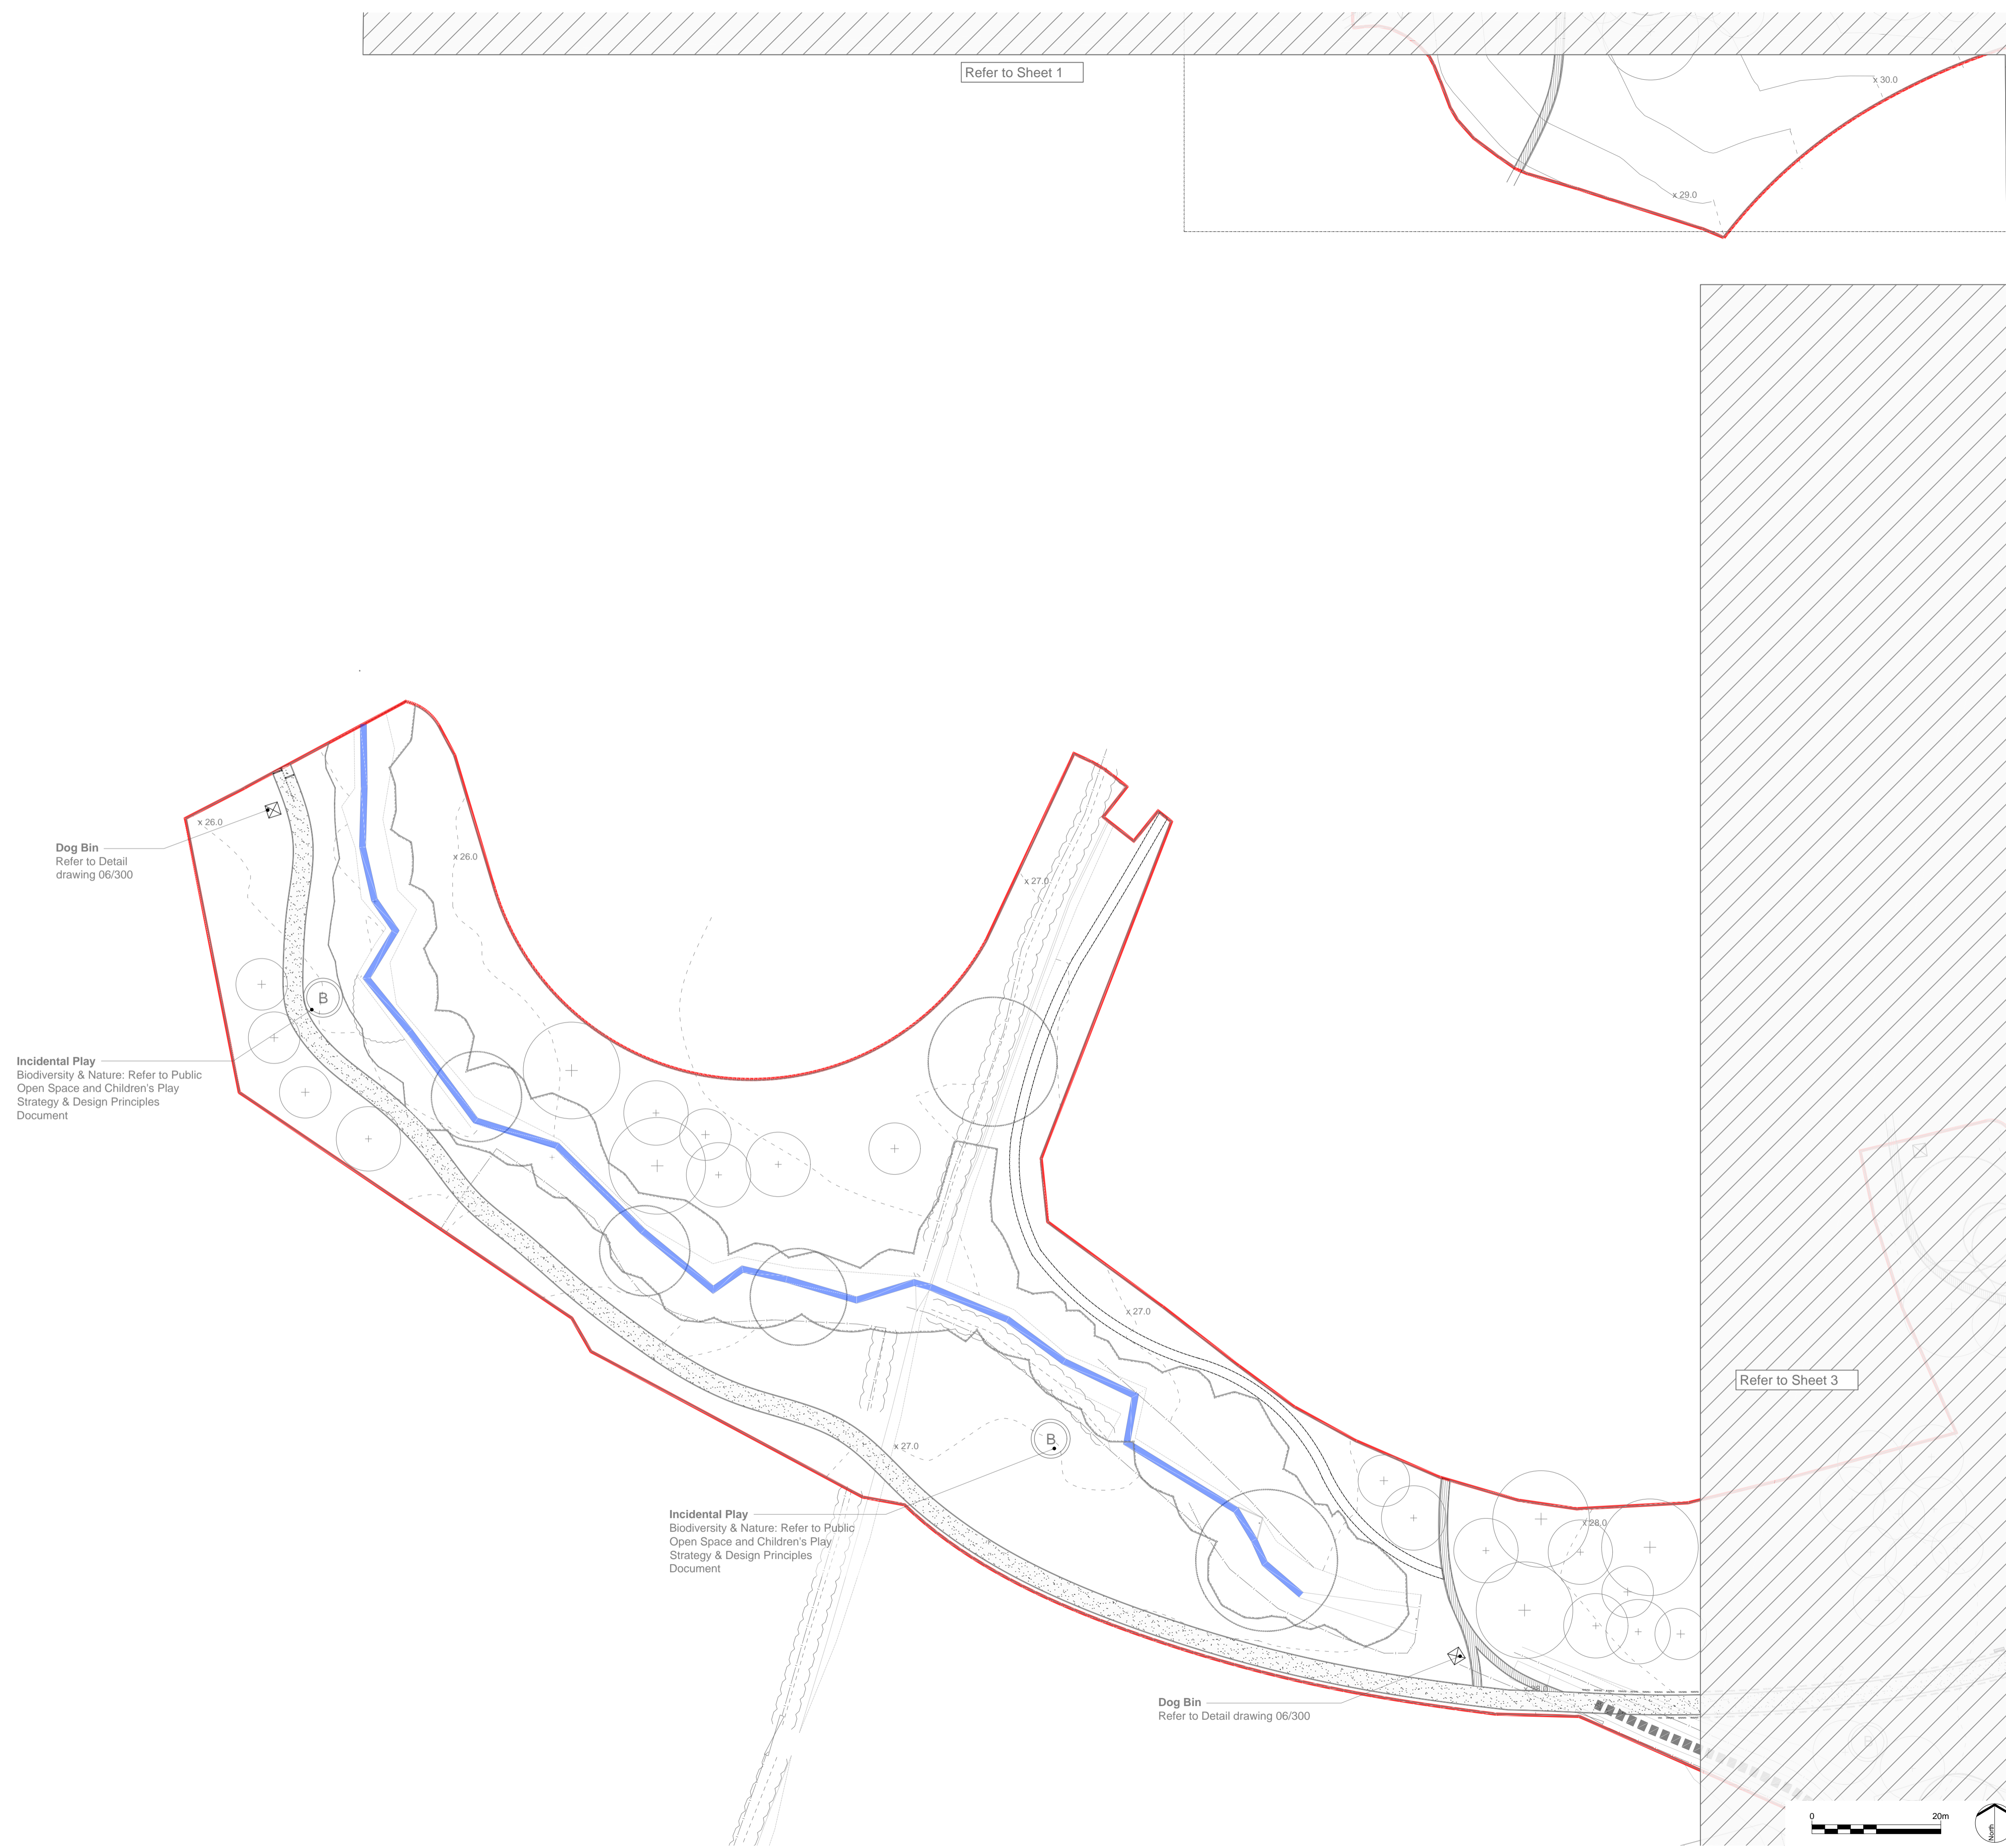 Refer to Sheet 1
x 30.0
x 29.0
x 26.0
Dog Bin
Refer to Detail
drawing 06/300
x 26.0
x 27.0
B
Incidental Play
Biodiversity & Nature: Refer to Public
Open Space and Children's Play
Strategy & Design Principles
Document
x 27.0
Refer to Sheet 3
B
x 27.0
Incidental Play
Biodiversity & Nature: Refer to Public
Open Space and Children's Play
Strategy & Design Principles
Document
x 28.0
Dog Bin
Refer to Detail drawing 06/300
B
0 20m
North